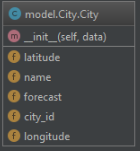 C model.City.City
m __init__(self, data)
f latitude
f name
f forecast
f city_id
f longitude